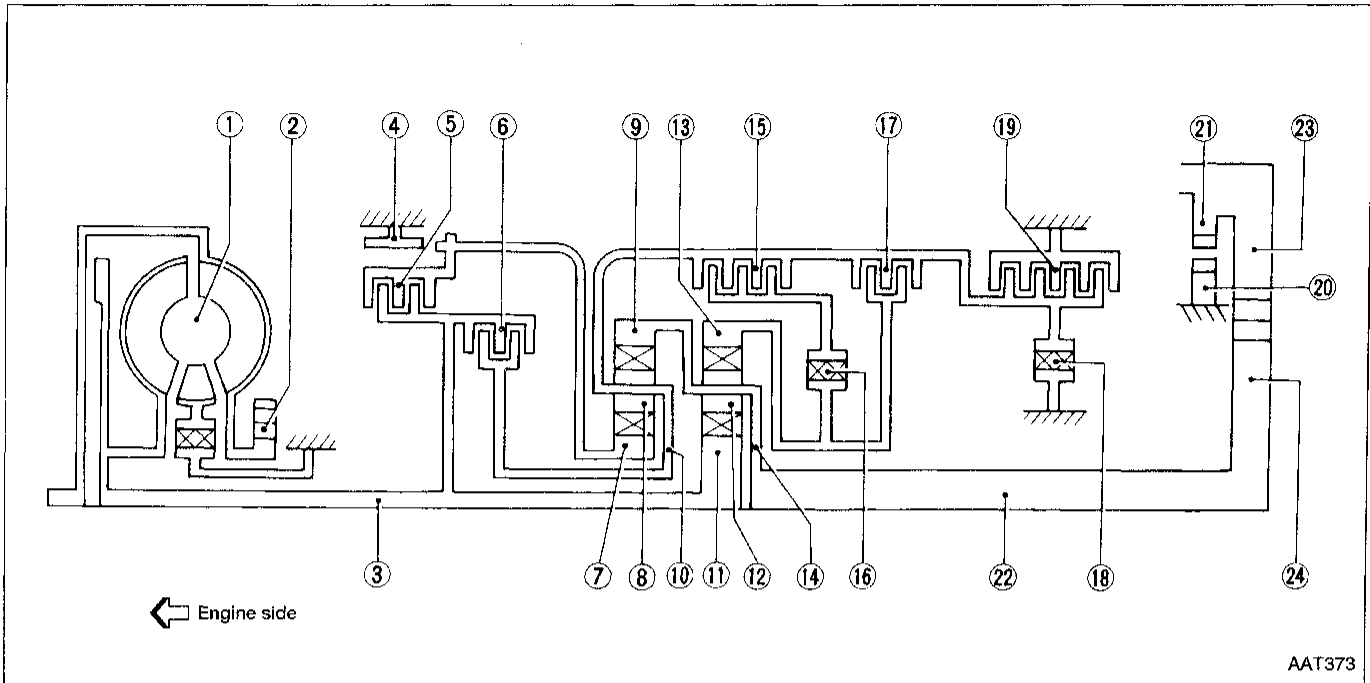 ① ② ④ ⑤ ⑥ ⑨ ⑬ ⑮ ⑰ ⑲ ㉑ ㉓
⑳
③ ⑦ ⑧ ⑩ ⑪ ⑫ ⑭ ⑯ ㉒ ⑱ ㉔
Engine side
AAT373